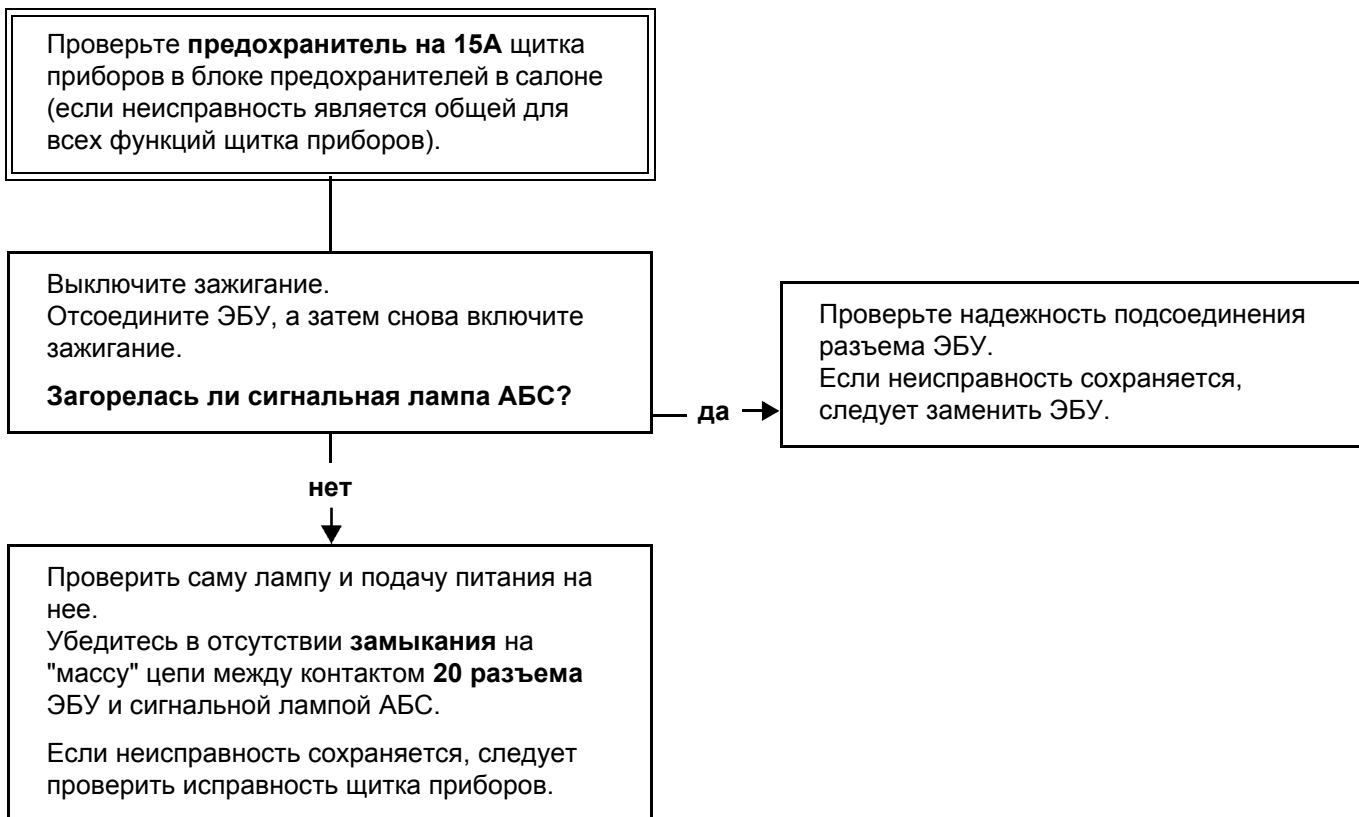 Проверьте предохранитель на 15А щитка
приборов в блоке предохранителей в салоне
(если неисправность является общей для
всех функций щитка приборов).
Выключите зажигание.
Отсоедините ЭБУ, а затем снова включите
зажигание.
Загорелась ли сигнальная лампа АБС?
да
Проверьте надежность подсоединения
разъема ЭБУ.
Если неисправность сохраняется,
следует заменить ЭБУ.
нет
Проверить саму лампу и подачу питания на
нее.
Убедитесь в отсутствии замыкания на
"массу" цепи между контактом 20 разъема
ЭБУ и сигнальной лампой АБС.
Если неисправность сохраняется, следует
проверить исправность щитка приборов.